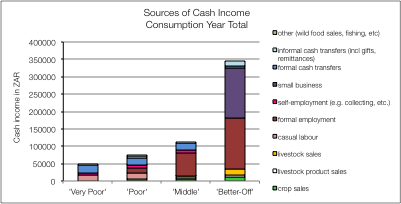 Sources of Cash Income
Consumption Year Total
Cash income in ZAR
400000
350000
300000
250000
200000
150000
100000
50000
0
'Very Poor'
'Poor'
'Middle'
'Better-Off'
other (wild food sales, fishing, etc)
informal cash transfers (incl gifts,
remittances)
formal cash transfers
small business
self-employment (e.g. collecting, etc.)
formal employment
casual labour
livestock sales
livestock product sales
crop sales